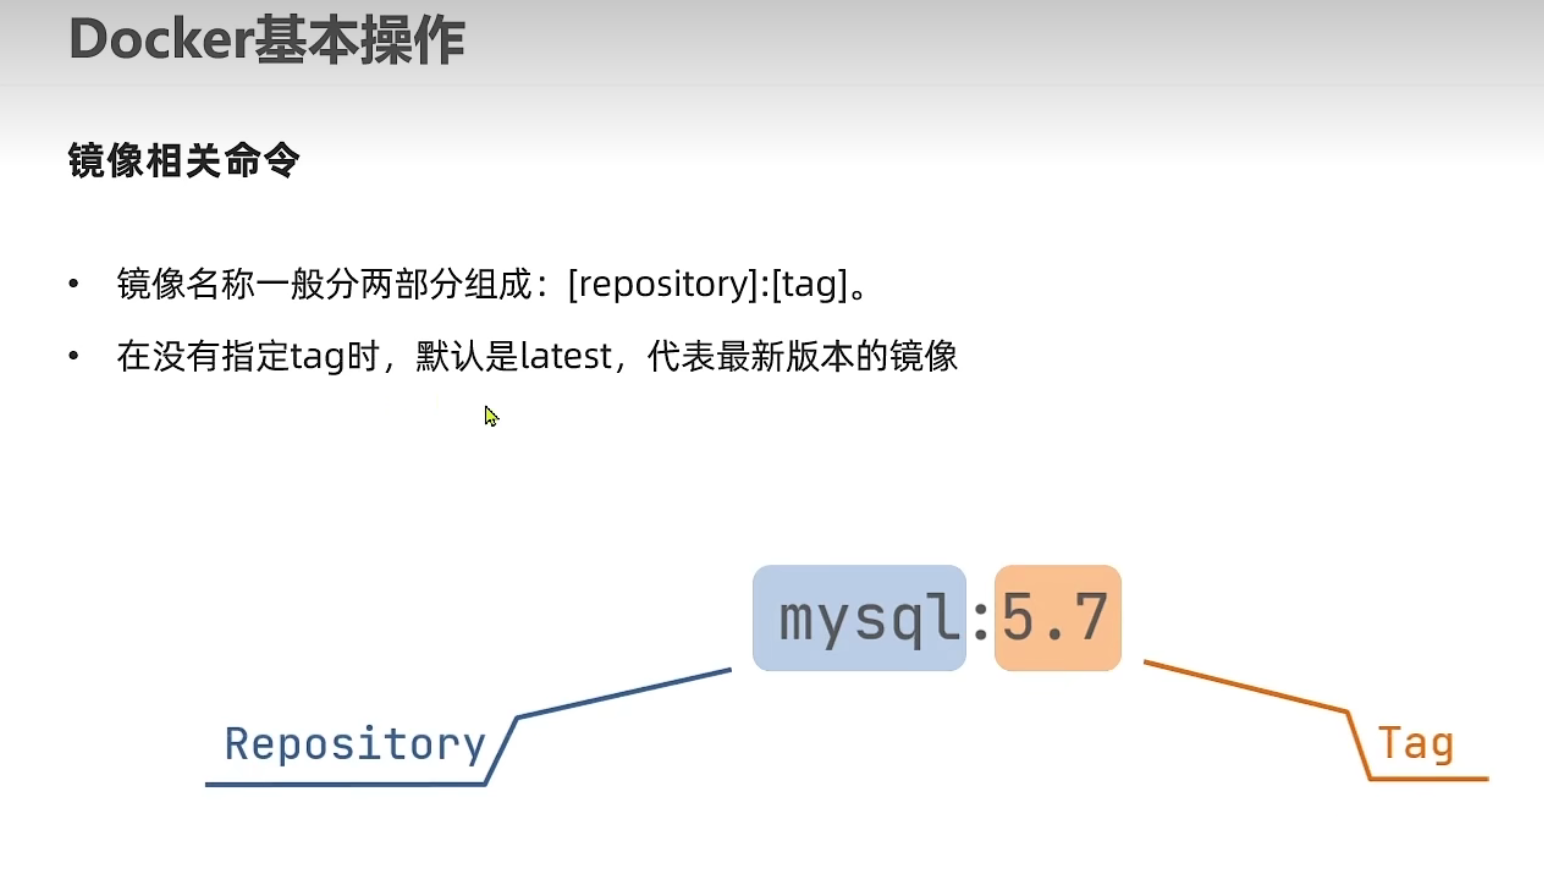 Docker基本操作
镜像相关命令
• 镜像名称一般分两部分组成：[repository]:[tag]。
• 在没有指定tag时，默认是latest，代表最新版本的镜像
mysql:5.7
Repository
Tag